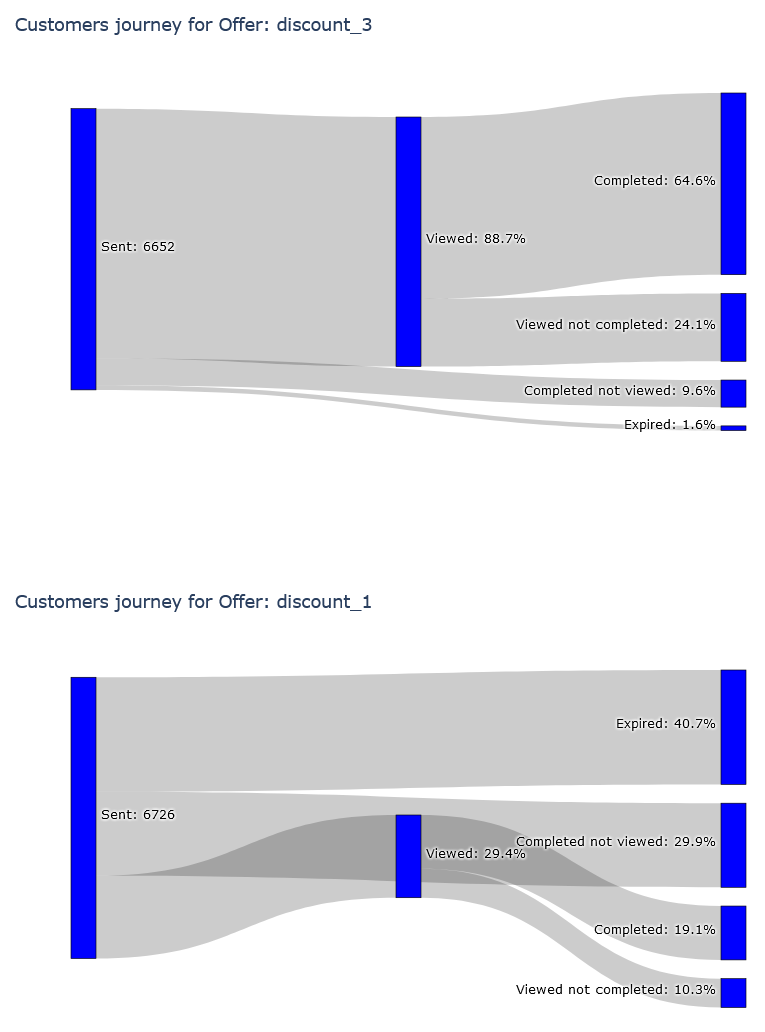 Customers journey for Offer: discount_3
Completed: 64.6%
Viewed: 88.7%
Sent: 6652
Viewed not completed: 24.1%
Completed not viewed: 9.6%
Expired: 1.6%
Customers journey for Offer: discount_1
Expired: 40.7%
Sent: 6726
Completed not viewed: 29.9%
Viewed: 29.4%
Completed: 19.1%
Viewed not completed: 10.3%